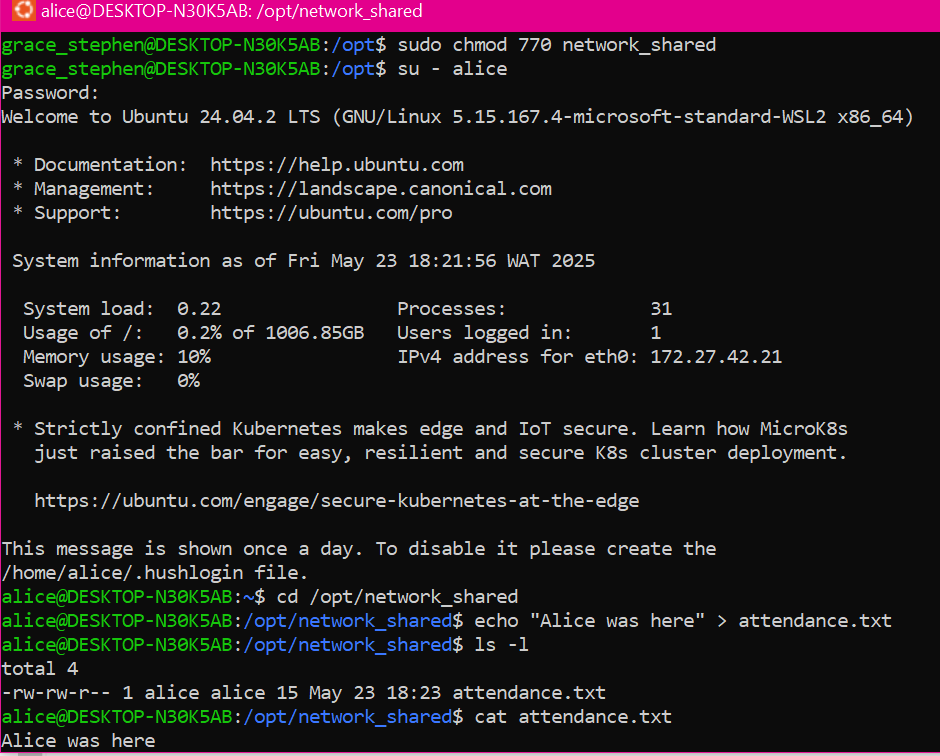 alice@DESKTOP-N30K5AB: /opt/network_shared
grace_stephen@DESKTOP-N30K5AB:/opt$ sudo chmod 770 network_shared
grace_stephen@DESKTOP-N30K5AB:/opt$ su - alice
Password:
Welcome to Ubuntu 24.04.2 LTS (GNU/Linux 5.15.167.4-microsoft-standard-WSL2 x86_64)
* Documentation:  https://help.ubuntu.com
* Management:     https://landscape.canonical.com
* Support:        https://ubuntu.com/pro
System information as of Fri May 23 18:21:56 WAT 2025
System load:  0.22                Processes:             31
Usage of /:   0.2% of 1006.85GB   Users logged in:       1
Memory usage: 10%                 IPv4 address for eth0: 172.27.42.21
Swap usage:   0%
* Strictly confined Kubernetes makes edge and IoT secure. Learn how MicroK8s
just raised the bar for easy, resilient and secure K8s cluster deployment.
https://ubuntu.com/engage/secure-kubernetes-at-the-edge
This message is shown once a day. To disable it please create the
/home/alice/.hushlogin file.
alice@DESKTOP-N30K5AB:~$ cd /opt/network_shared
alice@DESKTOP-N30K5AB:/opt/network_shared$ echo "Alice was here" > attendance.txt
alice@DESKTOP-N30K5AB:/opt/network_shared$ ls -l
total 4
-rw-rw-r-- 1 alice alice 15 May 23 18:23 attendance.txt
alice@DESKTOP-N30K5AB:/opt/network_shared$ cat attendance.txt
Alice was here